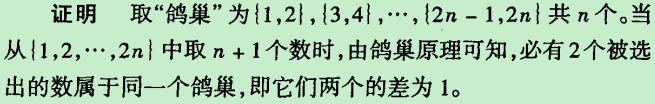 证明 取“鸽巢”为{1,2},{3,4},…,{2n-1,2n}共n个。当
从{1,2,…,2n}中取n+1个数时,由鸽巢原理可知,必有2个被选
出的数属于同一个鸽巢,即它们两个的差为1。